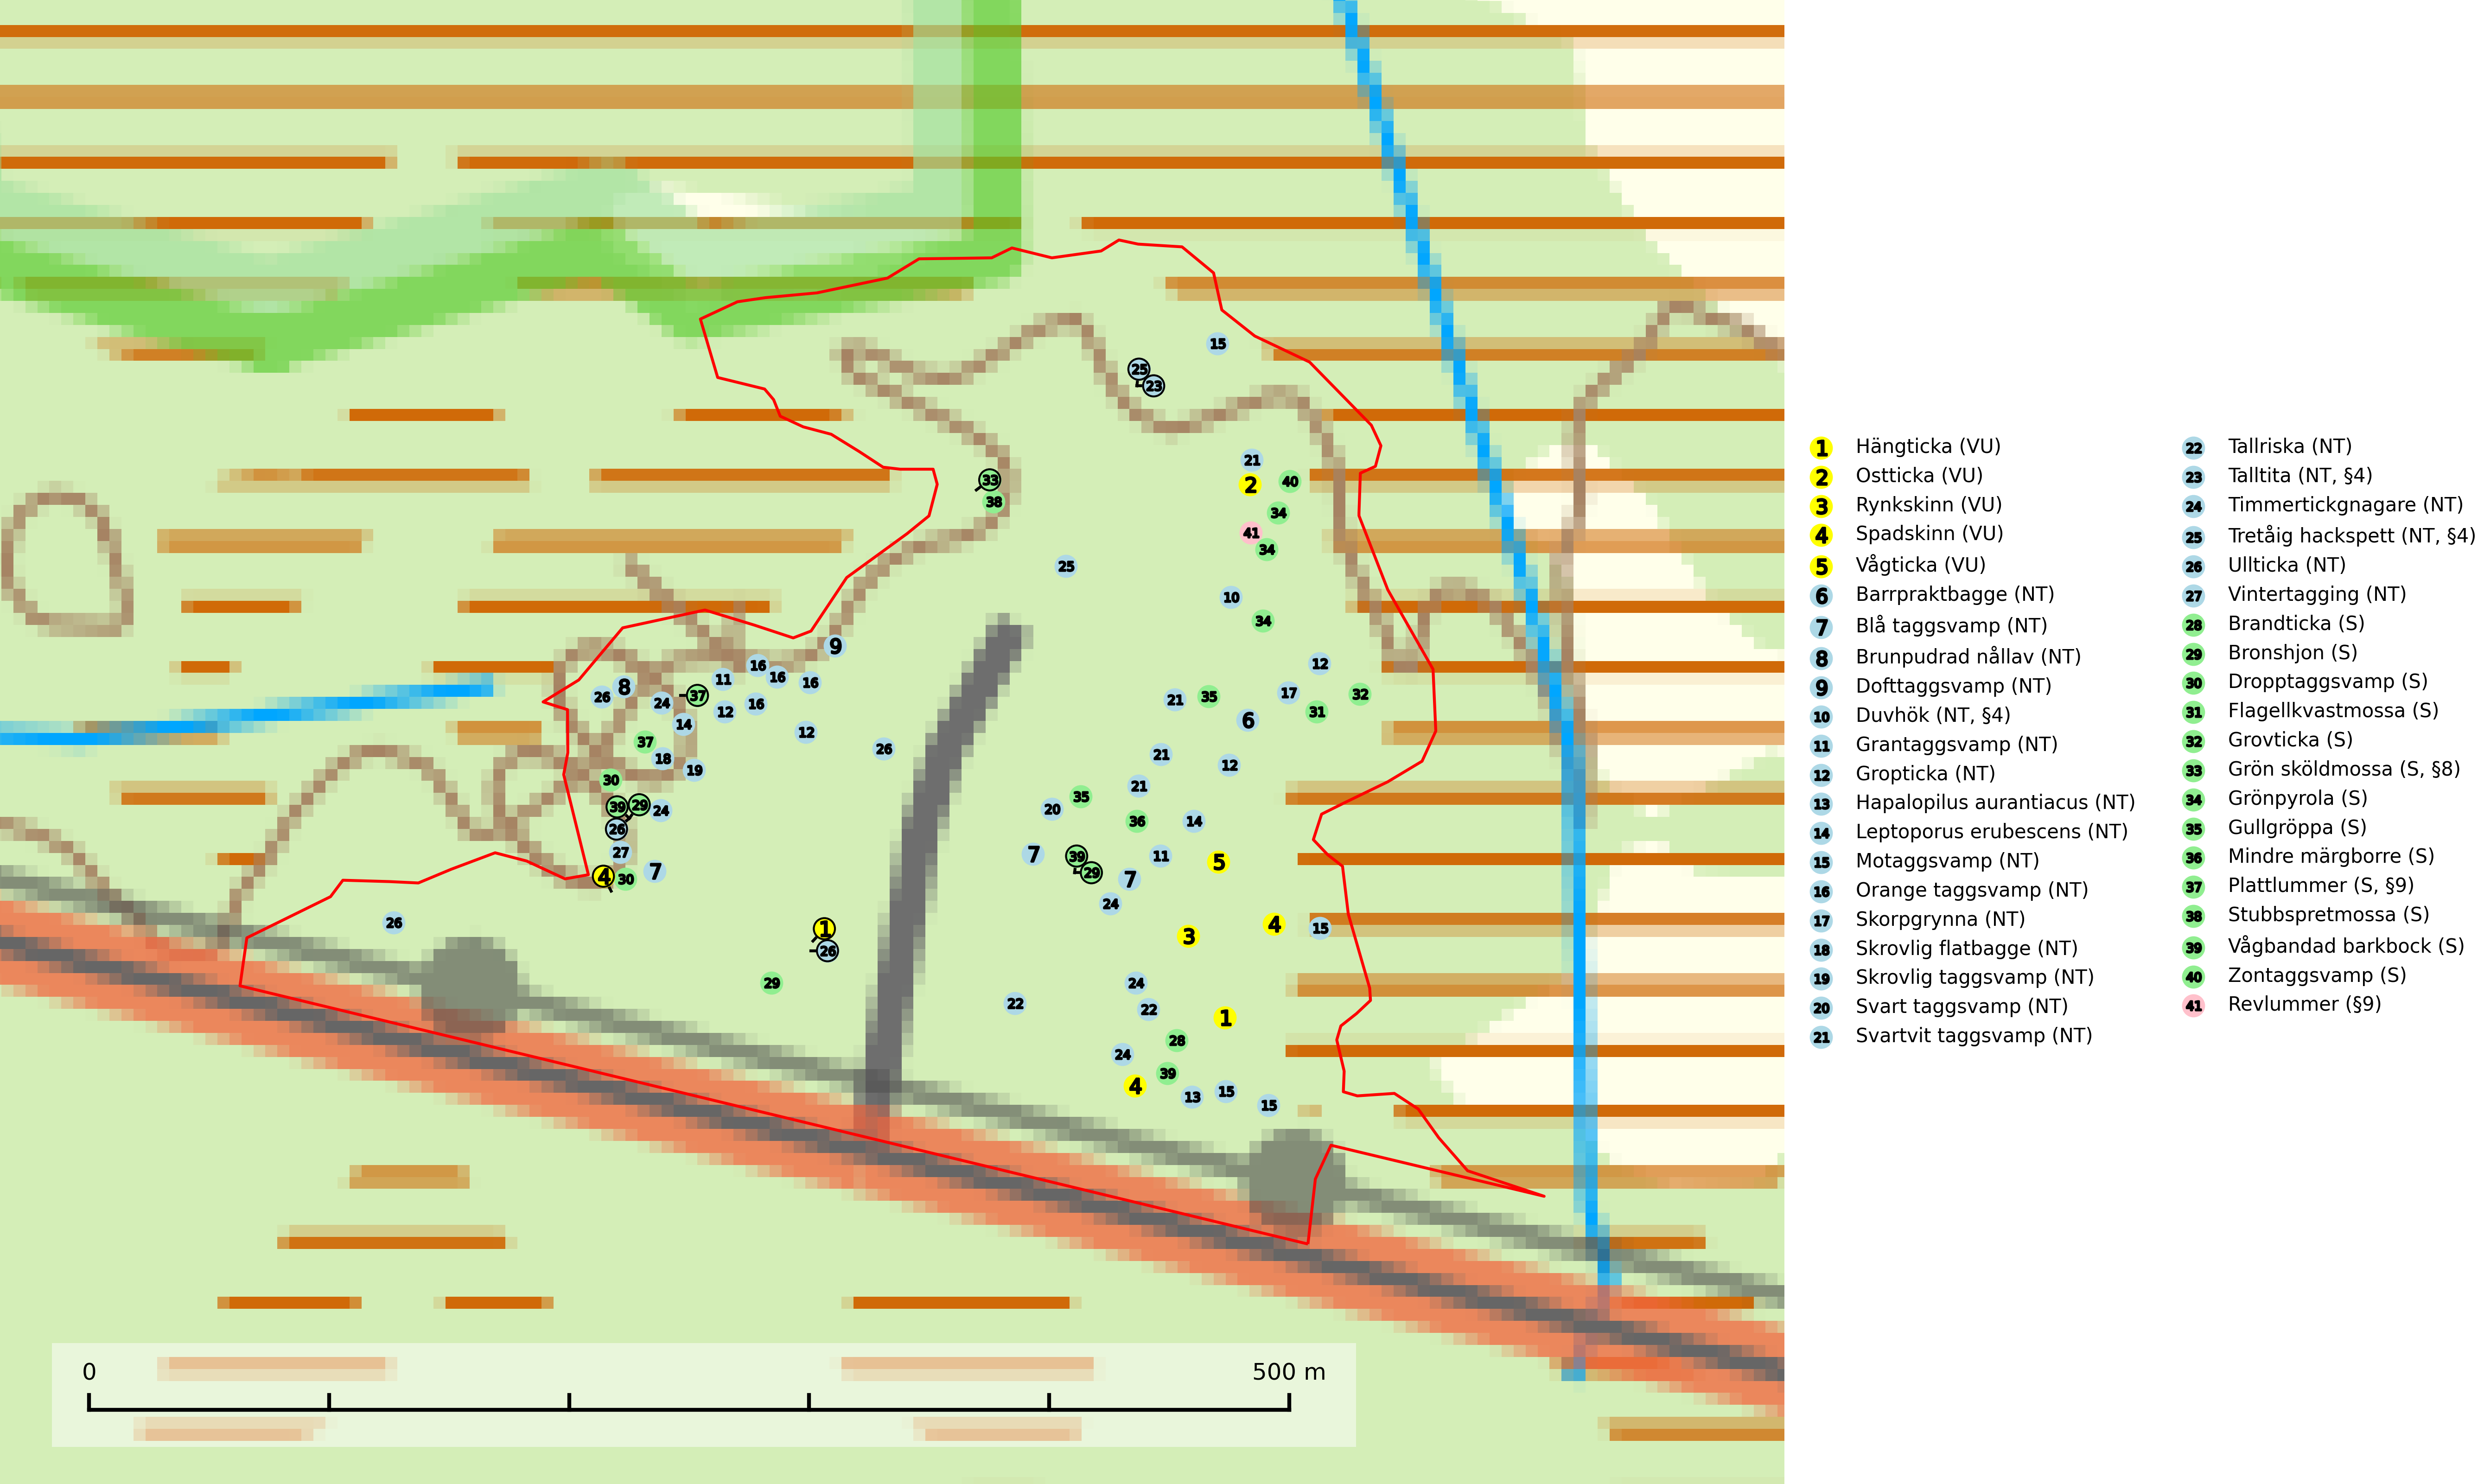 15
25
23
21
2
40
33
38
34
41
34
25
10
34
9
16
12
11
16
16
8
26
37
17
32
24
16
21
35
12
31
14
6
12
37
26
21
18
12
19
30
21
35
39
29
24
20
36
14
26
27
7
39
11
5
7
29
7
4
30
24
26
1
4
15
3
26
29
24
22
22
1
28
24
39
4
15
13
15
0
500 m
1 Hängticka (VU)
2 Ostticka (VU)
3 Rynkskinn (VU)
4 Spadskinn (VU)
5 Vågticka (VU)
6 Barrpraktbagge (NT)
7 Blå taggsvamp (NT)
8 Brunpudrad nållav (NT)
9 Dofttaggsvamp (NT)
10 Duvhök (NT, §4)
11 Grantaggsvamp (NT)
12 Gropticka (NT)
13 Hapalopilus aurantiacus (NT)
14 Leptoporus erubescens (NT)
15 Motaggsvamp (NT)
16 Orange taggsvamp (NT)
17 Skorpgrynna (NT)
18 Skrovlig flatbagge (NT)
19 Skrovlig taggsvamp (NT)
20 Svart taggsvamp (NT)
21 Svartvit taggsvamp (NT)
22 Tallriska (NT)
23 Talltita (NT, §4)
24 Timmertickgnagare (NT)
25 Tretåig hackspett (NT, §4)
26 Ullticka (NT)
27 Vintertagging (NT)
28 Brandticka (S)
29 Bronshjon (S)
30 Dropptaggsvamp (S)
31 Flagellkvastmossa (S)
32 Grovticka (S)
33 Grön sköldmossa (S, §8)
34 Grönpyrola (S)
35 Gullgröppa (S)
36 Mindre märgborre (S)
37 Plattlummer (S, §9)
38 Stubbspretmossa (S)
39 Vågbandad barkbock (S)
40 Zontaggsvamp (S)
41 Revlummer (§9)